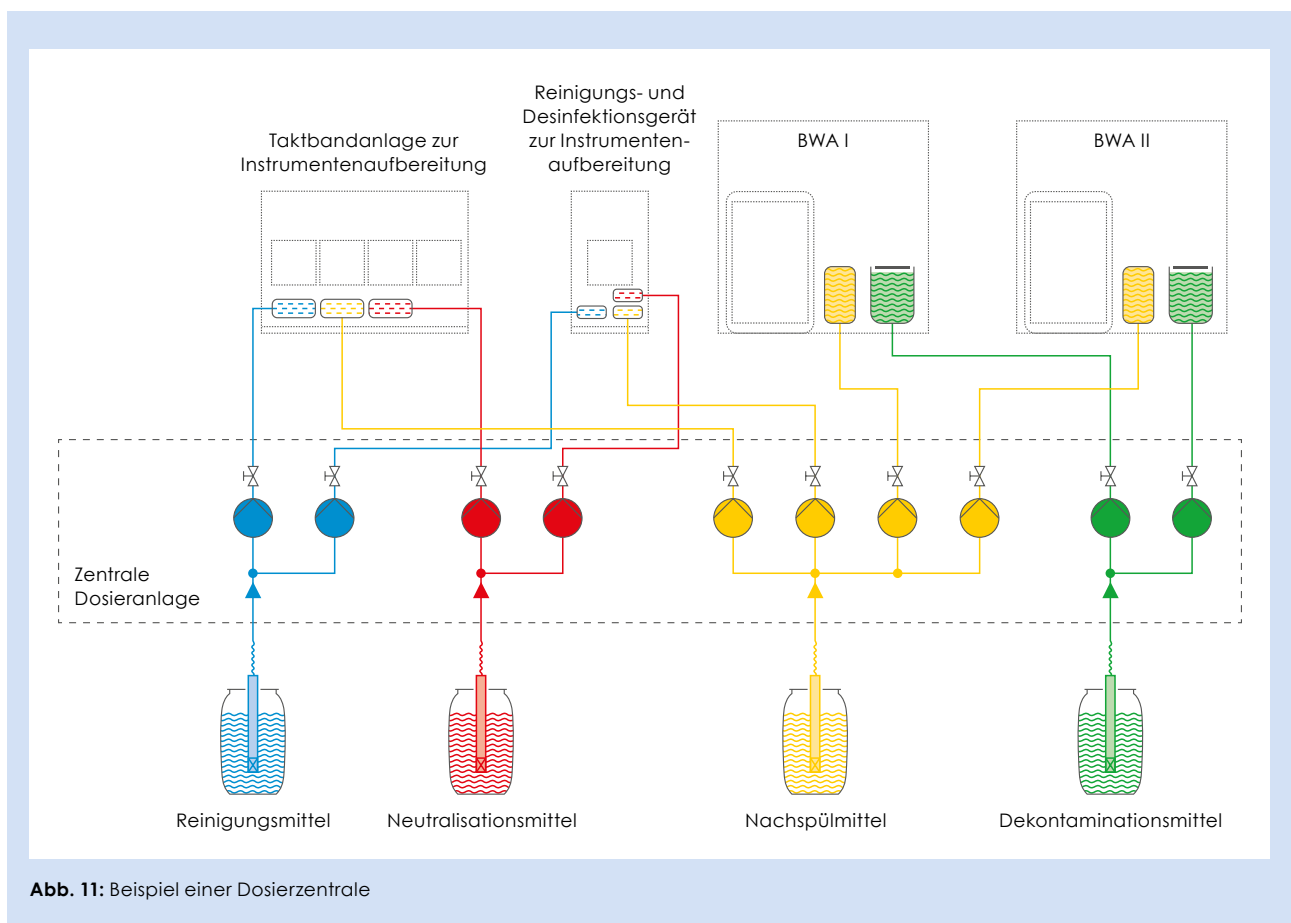 Taktbandanlage zur
Instrumentenaufbereitung
Reinigungs- und
Desinfektionsgerät
zur Instrumenten-
aufbereitung
BWA I
BWA II
Zentrale
Dosieranlage
Reinigungsmittel
Neutralisationsmittel
Nachspülmittel
Dekontaminationsmittel
Abb. 11: Beispiel einer Dosierzentrale